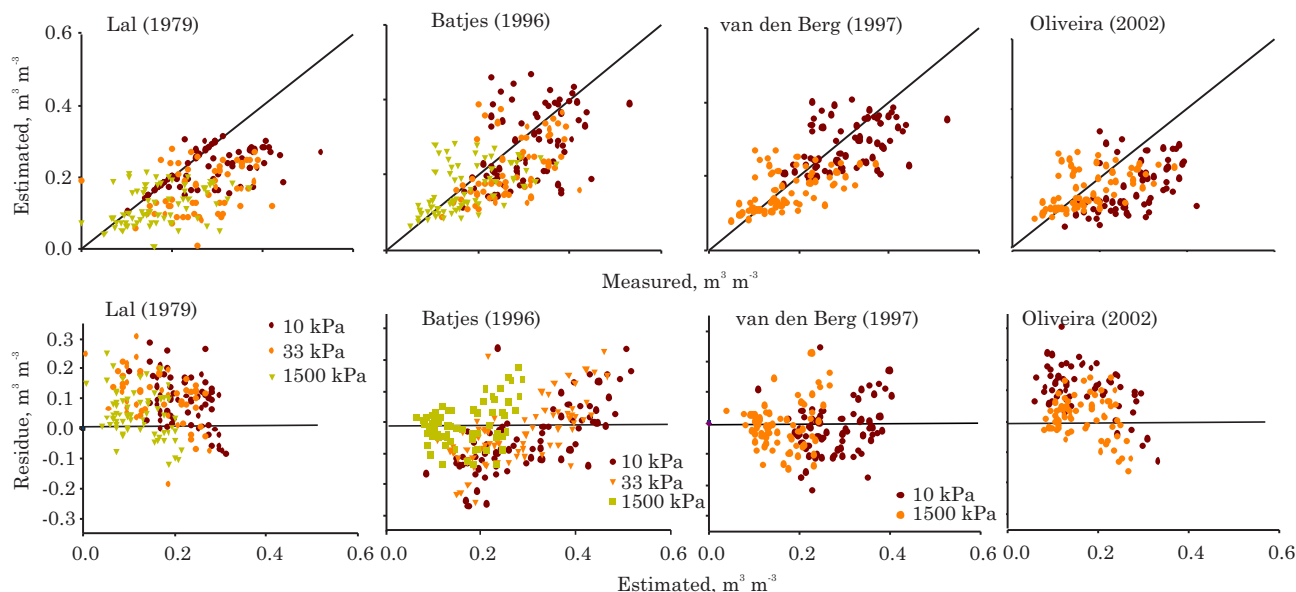 Lal (1979)
Batjes (1996)
van den Berg (1997)
Oliveira (2002)
0.6
0.4
0.2
0.0
Estimated, m³ m⁻³
Measured, m³ m⁻³
Lal (1979)
Batjes (1996)
van den Berg (1997)
Oliveira (2002)
0.3
0.2
0.1
0.0
-0.1
-0.2
-0.3
Residue, m³ m⁻³
10 kPa
33 kPa
1500 kPa
10 kPa
33 kPa
1500 kPa
10 kPa
1500 kPa
0.0 0.2 0.4 0.6 0.0 0.2 0.4 0.6 0.0 0.2 0.4 0.6 0.0 0.2 0.4 0.6
Estimated, m³ m⁻³